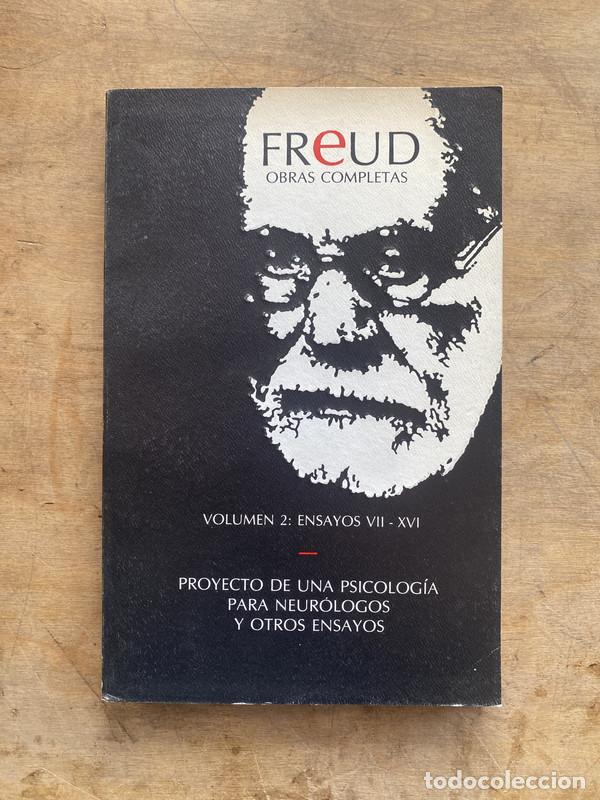 FReUD
OBRAS COMPLETAS
VOLUMEN 2: ENSAYOS VII - XVI
PROYECTO DE UNA PSICOLOGÍA
PARA NEURÓLOGOS
Y OTROS ENSAYOS
todocoleccion